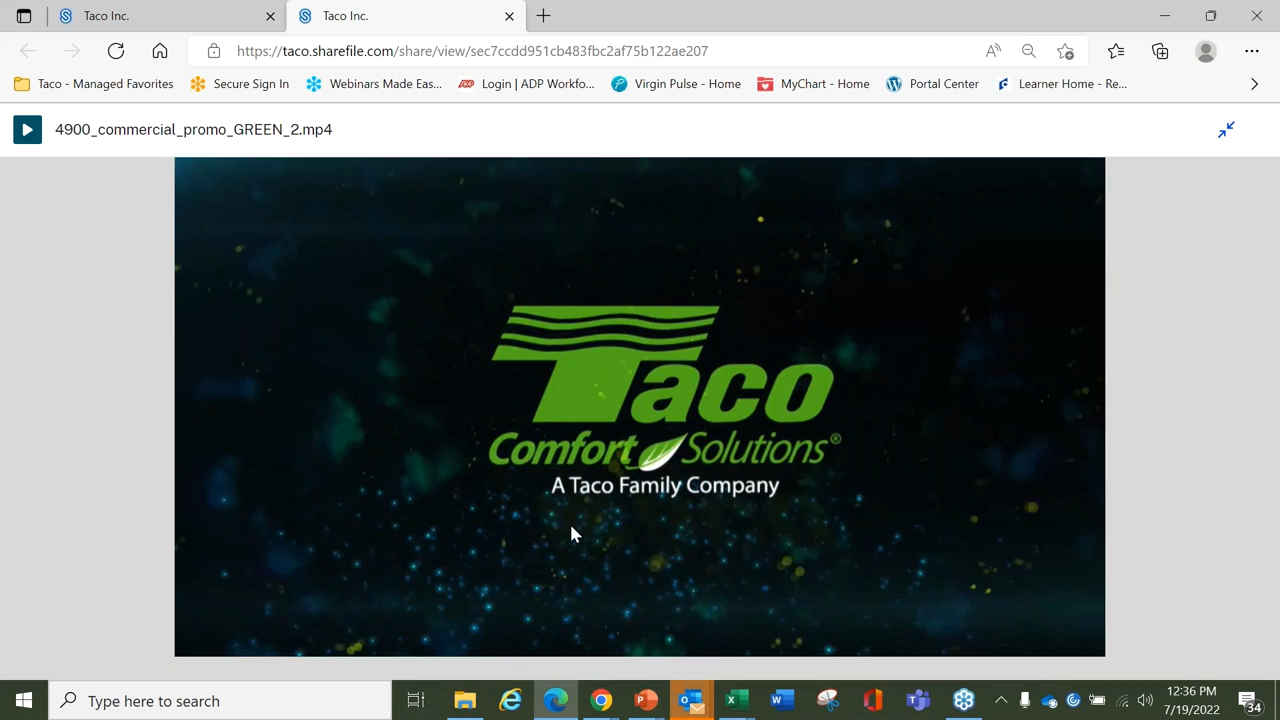 Taco Inc.
Taco Inc.
https://taco.sharefile.com/share/view/sec7ccdd951cb483fbc2af75b122ae207
Taco - Managed Favorites
Secure Sign In
Webinars Made Eas...
Login | ADP Workfo...
Virgin Pulse - Home
MyChart - Home
Portal Center
Learner Home - Re...
4900_commercial_promo_GREEN_2.mp4
Taco
Comfort Solutions®
A Taco Family Company
Type here to search
12:36 PM
7/19/2022
34